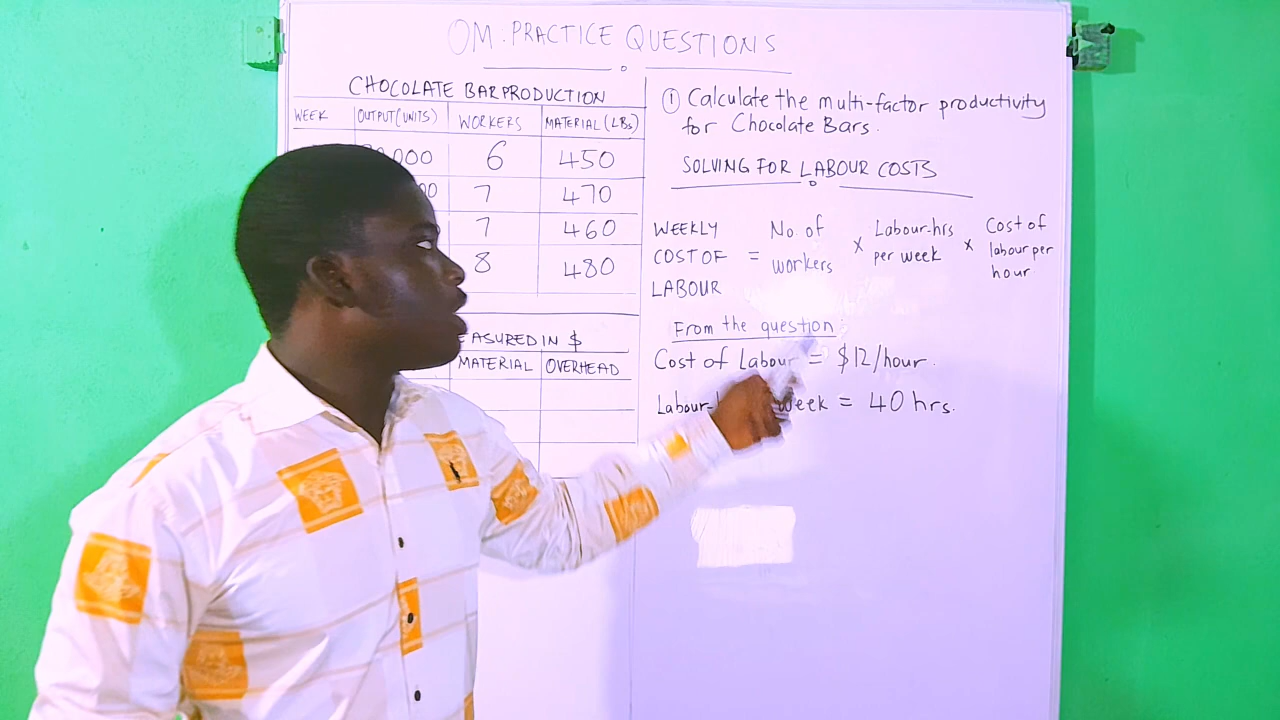 OM: PRACTICE QUESTIONS
CHOCOLATE BAR PRODUCTION
WEEK OUTPUT(UNITS) WORKERS MATERIAL (LBs)
6 450
7 470
7 460
8 480
MATERIAL OVERHEAD
IN $
① Calculate the multi-factor productivity
for Chocolate Bars.
SOLVING FOR LABOUR COSTS
WEEKLY COST OF LABOUR = No. of workers × Labour-hrs per week × Cost of labour per hour
From the question:
Cost of Labour = $12/hour.
Labour- week = 40 hrs.